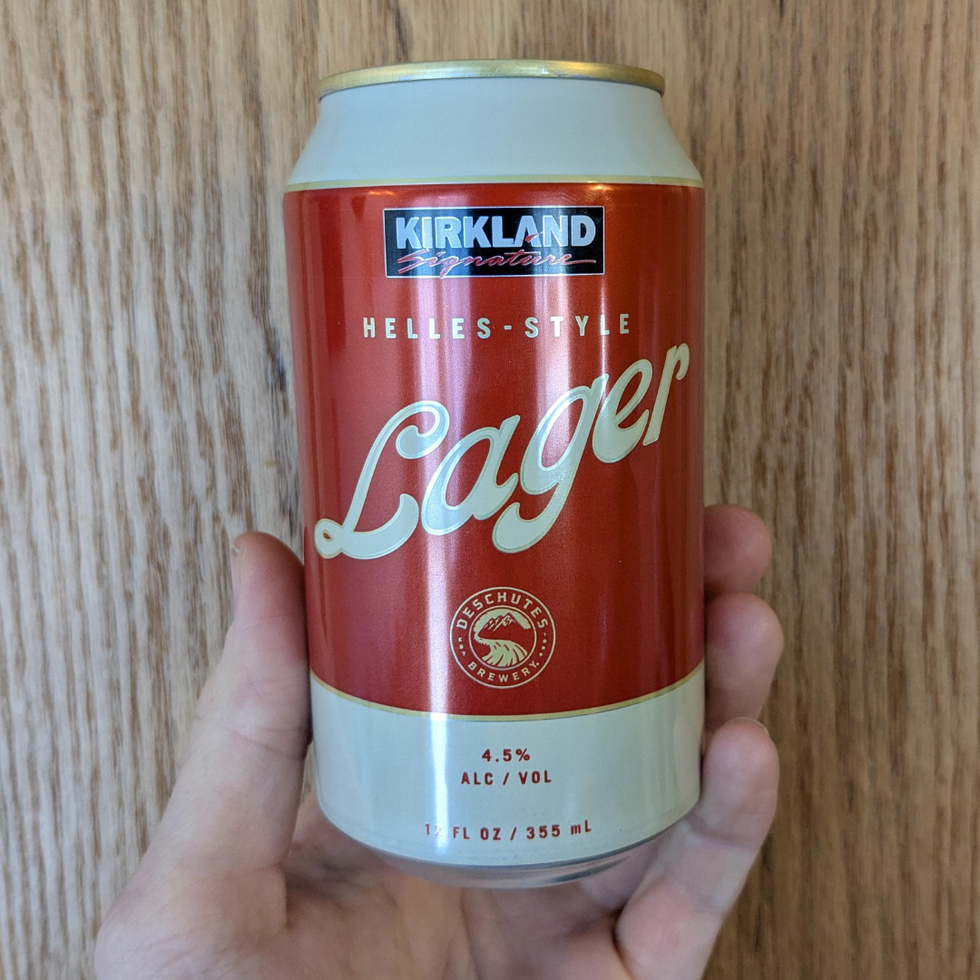 KIRKLAND
Signature
HELLES-STYLE
Lager
DESCHUTES
BREWERY.
4.5%
ALC / VOL
12 FL OZ / 355 mL